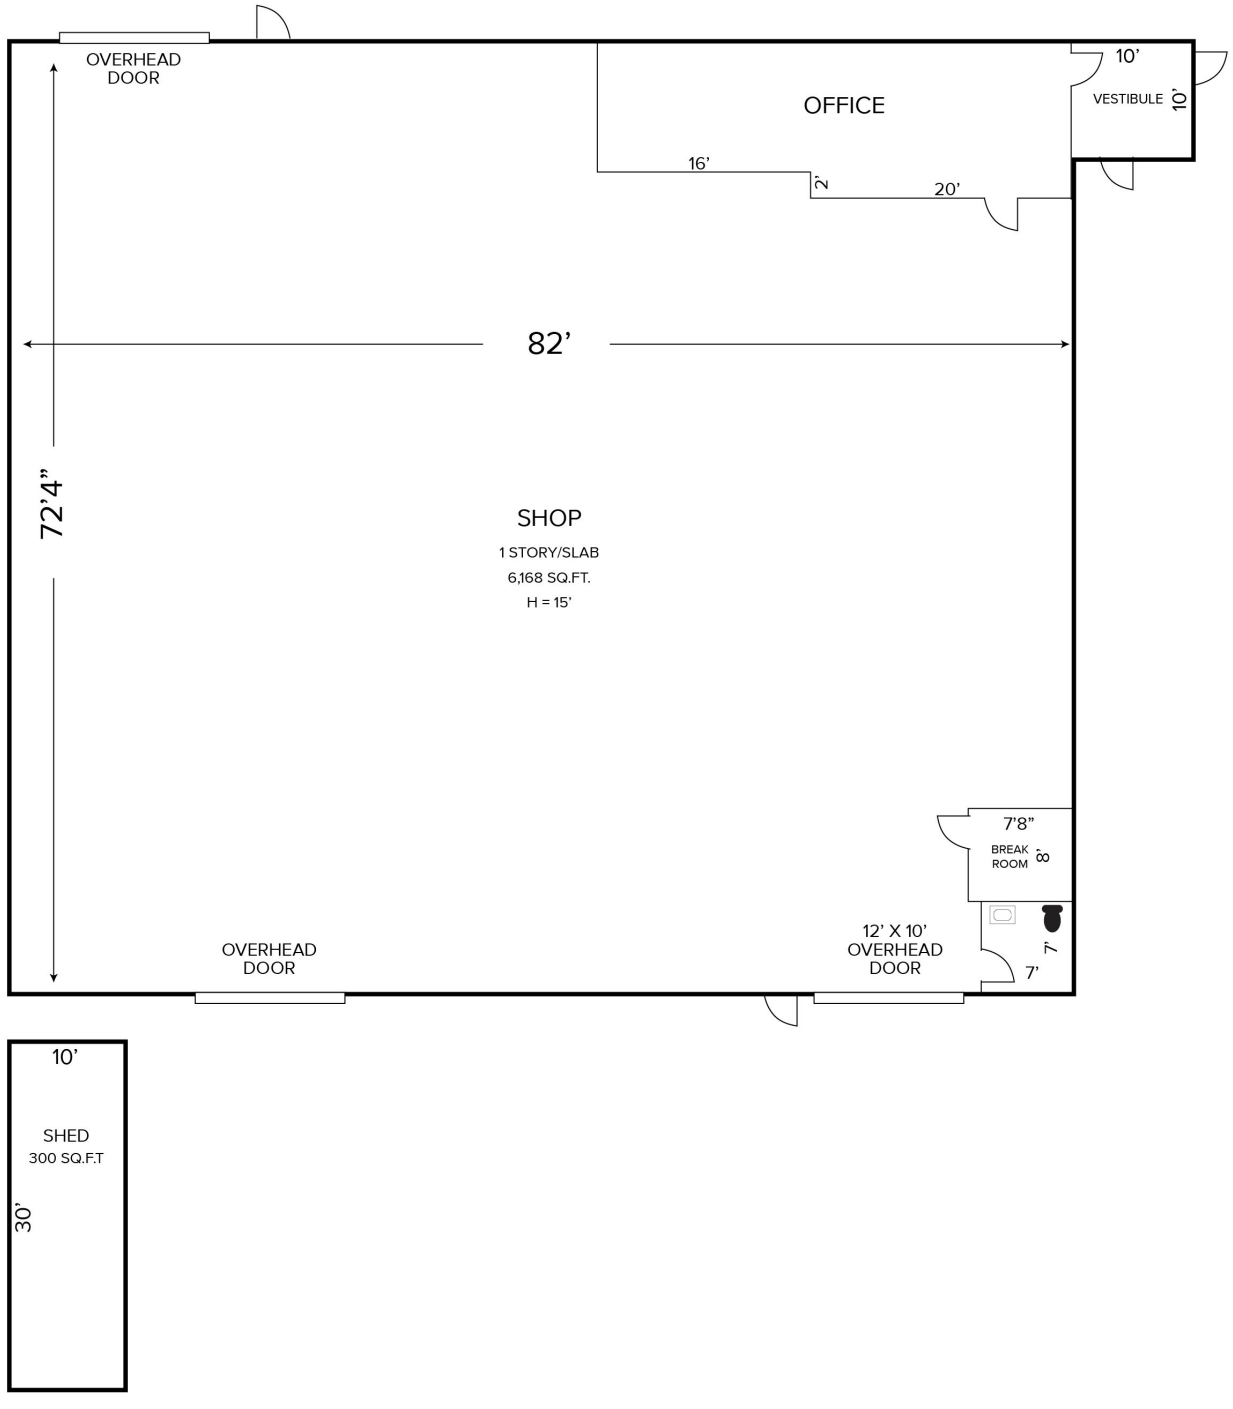 OVERHEAD
DOOR
10’
VESTIBULE
10’
OFFICE
16’
2’
20’
82’
72’4”
SHOP
1 STORY/SLAB
6,168 SQ.FT.
H = 15’
7’8”
BREAK
ROOM
8’
12’ X 10’
OVERHEAD
DOOR
7’
7’
OVERHEAD
DOOR
10’
SHED
300 SQ.F.T
30’